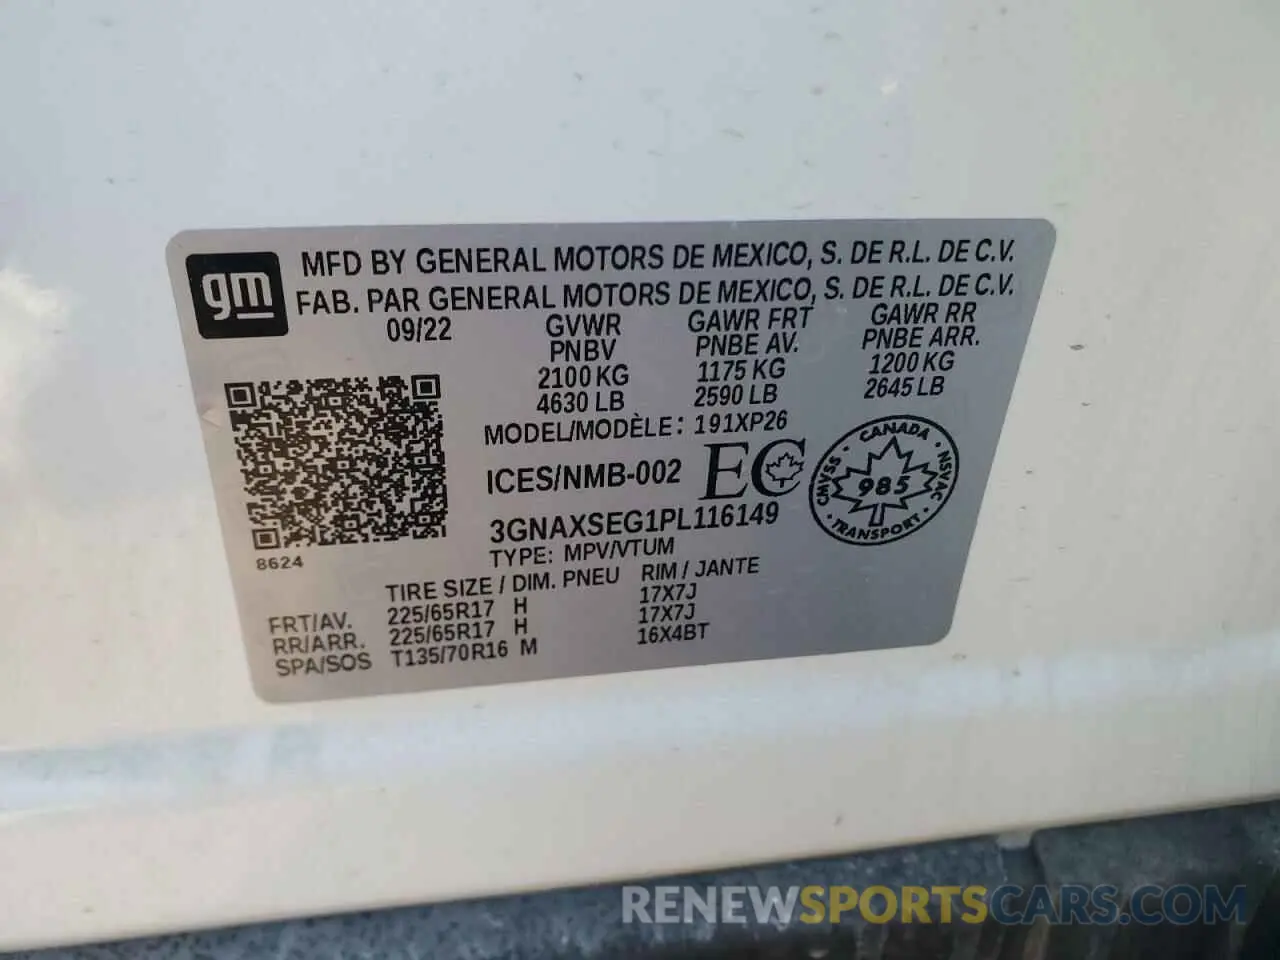 gm
MFD BY GENERAL MOTORS DE MEXICO, S. DE R.L. DE C.V.
FAB. PAR GENERAL MOTORS DE MEXICO, S. DE R.L. DE C.V.
09/22 GVWR GAWR FRT GAWR RR
PNBV PNBE AV. PNBE ARR.
2100 KG 1175 KG 1200 KG
4630 LB 2590 LB 2645 LB
MODEL/MODÈLE: 191XP26
ICES/NMB-002 EC
CANADA
CMVSS 985 NSVAC
TRANSPORT
3GNAXSEG1PL116149
TYPE: MPV/VTUM
8624
TIRE SIZE / DIM. PNEU RIM / JANTE
FRT/AV. 225/65R17 H 17X7J
RR/ARR. 225/65R17 H 17X7J
SPA/SOS T135/70R16 M 16X4BT
RENEWSPORTSCARS.COM